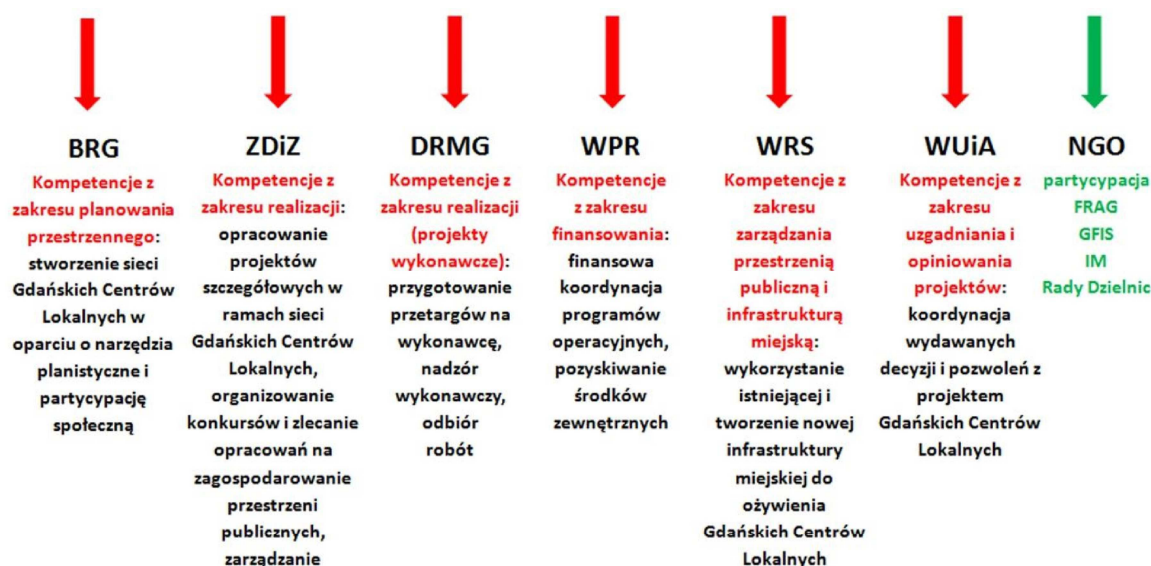 BRG
Kompetencje z
zakresu planowania
przestrzennego:
stworzenie sieci
Gdańskich Centrów
Lokalnych w
oparciu o narzędzia
planistyczne i
partycypację
społeczną
ZDiZ
Kompetencje z
zakresu realizacji:
opracowanie
projektów
szczegółowych w
ramach sieci
Gdańskich Centrów
Lokalnych,
organizowanie
konkursów i zlecanie
opracowań na
zagospodarowanie
przestrzeni
publicznych,
zarządzanie
DRMG
Kompetencje z
zakresu realizacji
(projekty
wykonawcze):
przygotowanie
przetargów na
wykonawcę,
nadzór
wykonawczy,
odbiór
robót
WPR
Kompetencje
z zakresu
finansowania:
finansowa
koordynacja
programów
operacyjnych,
pozyskiwanie
środków
zewnętrznych
WRS
Kompetencje z
zakresu
zarządzania
przestrzenią
publiczną i
infrastrukturą
miejską:
wykorzystanie
istniejącej i
tworzenie nowej
infrastruktury
miejskiej do
ożywienia
Gdańskich Centrów
Lokalnych
WUiA
Kompetencje z
zakresu
uzgadniania i
opiniowania
projektów:
koordynacja
wydawanych
decyzji i pozwoleń z
projektem
Gdańskich Centrów
Lokalnych
NGO
partycypacja
FRAG
GFIS
IM
Rady Dzielnic